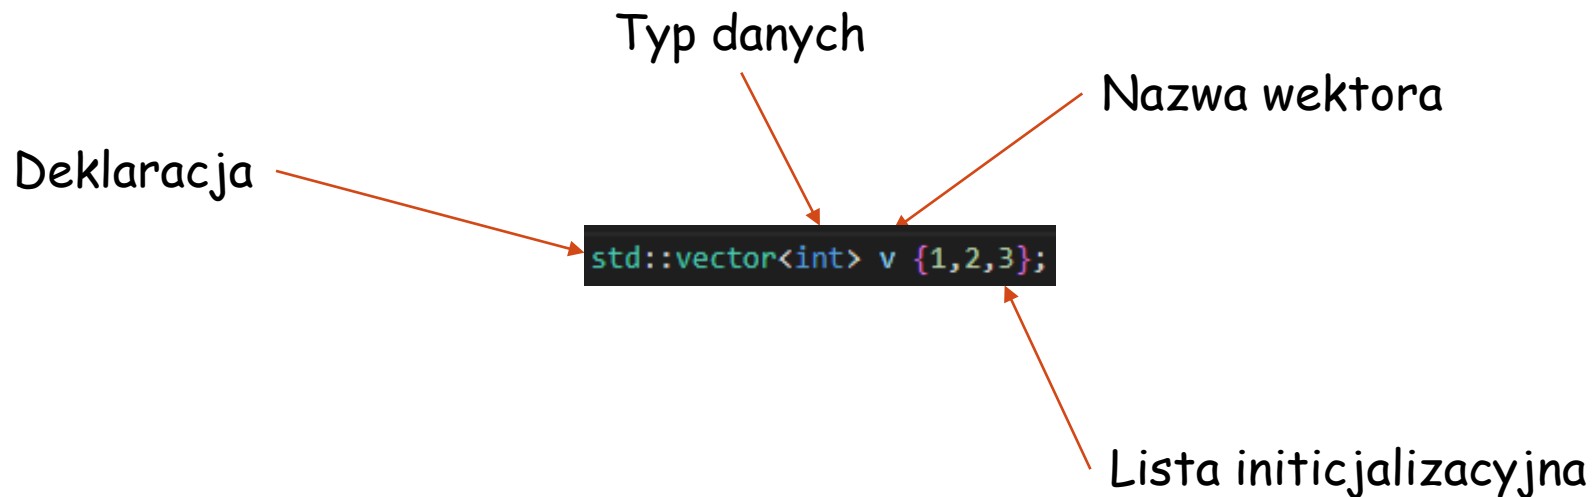 Typ danych
Nazwa wektora
Deklaracja
std::vector<int> v {1,2,3};
Lista initicjalizacyjna